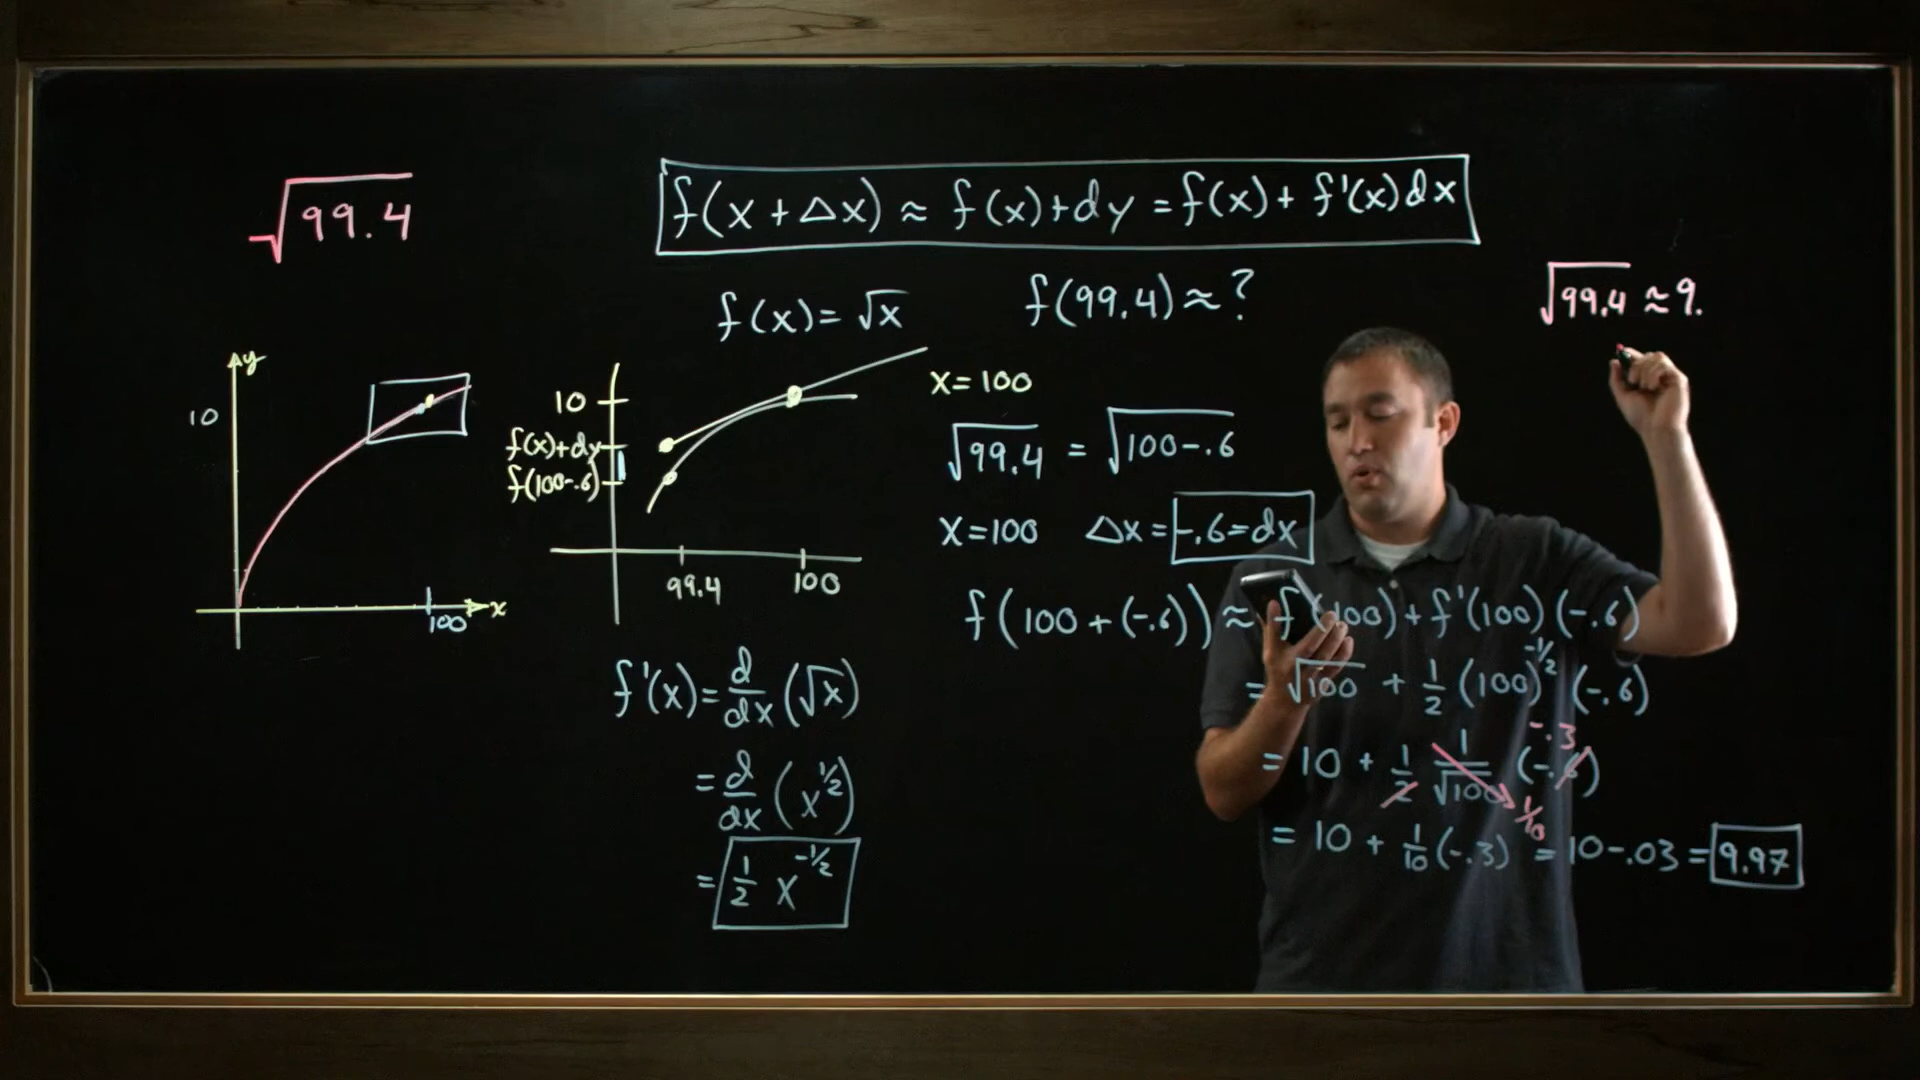 √99.4
f(x+Δx) ≈ f(x)+dy = f(x) + f'(x)dx
f(x) = √x
f(99.4) ≈ ?
√99.4 ≈ 9.
y
10
x
100
10
f(x)+dy
f(100-.6)
99.4
100
f'(x) = d/dx (√x)
= d/dx (x^1/2)
= 1/2 x^-1/2
x=100
√99.4 = √100-.6
x=100 Δx = -.6 = dx
f(100+(-.6)) ≈ f(100) + f'(100)(-.6)
= √100 + 1/2 (100)^-1/2 (-.6)
= 10 + 1/2 1/√100 (-.6) -.3 1/10
= 10 + 1/10 (-.3) = 10-.03 = 9.97